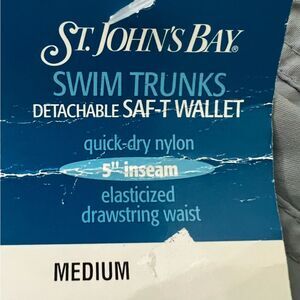 ST. JOHN'S BAY®
SWIM TRUNKS
DETACHABLE SAF-T WALLET
quick-dry nylon
5" inseam
elasticized
drawstring waist
MEDIUM